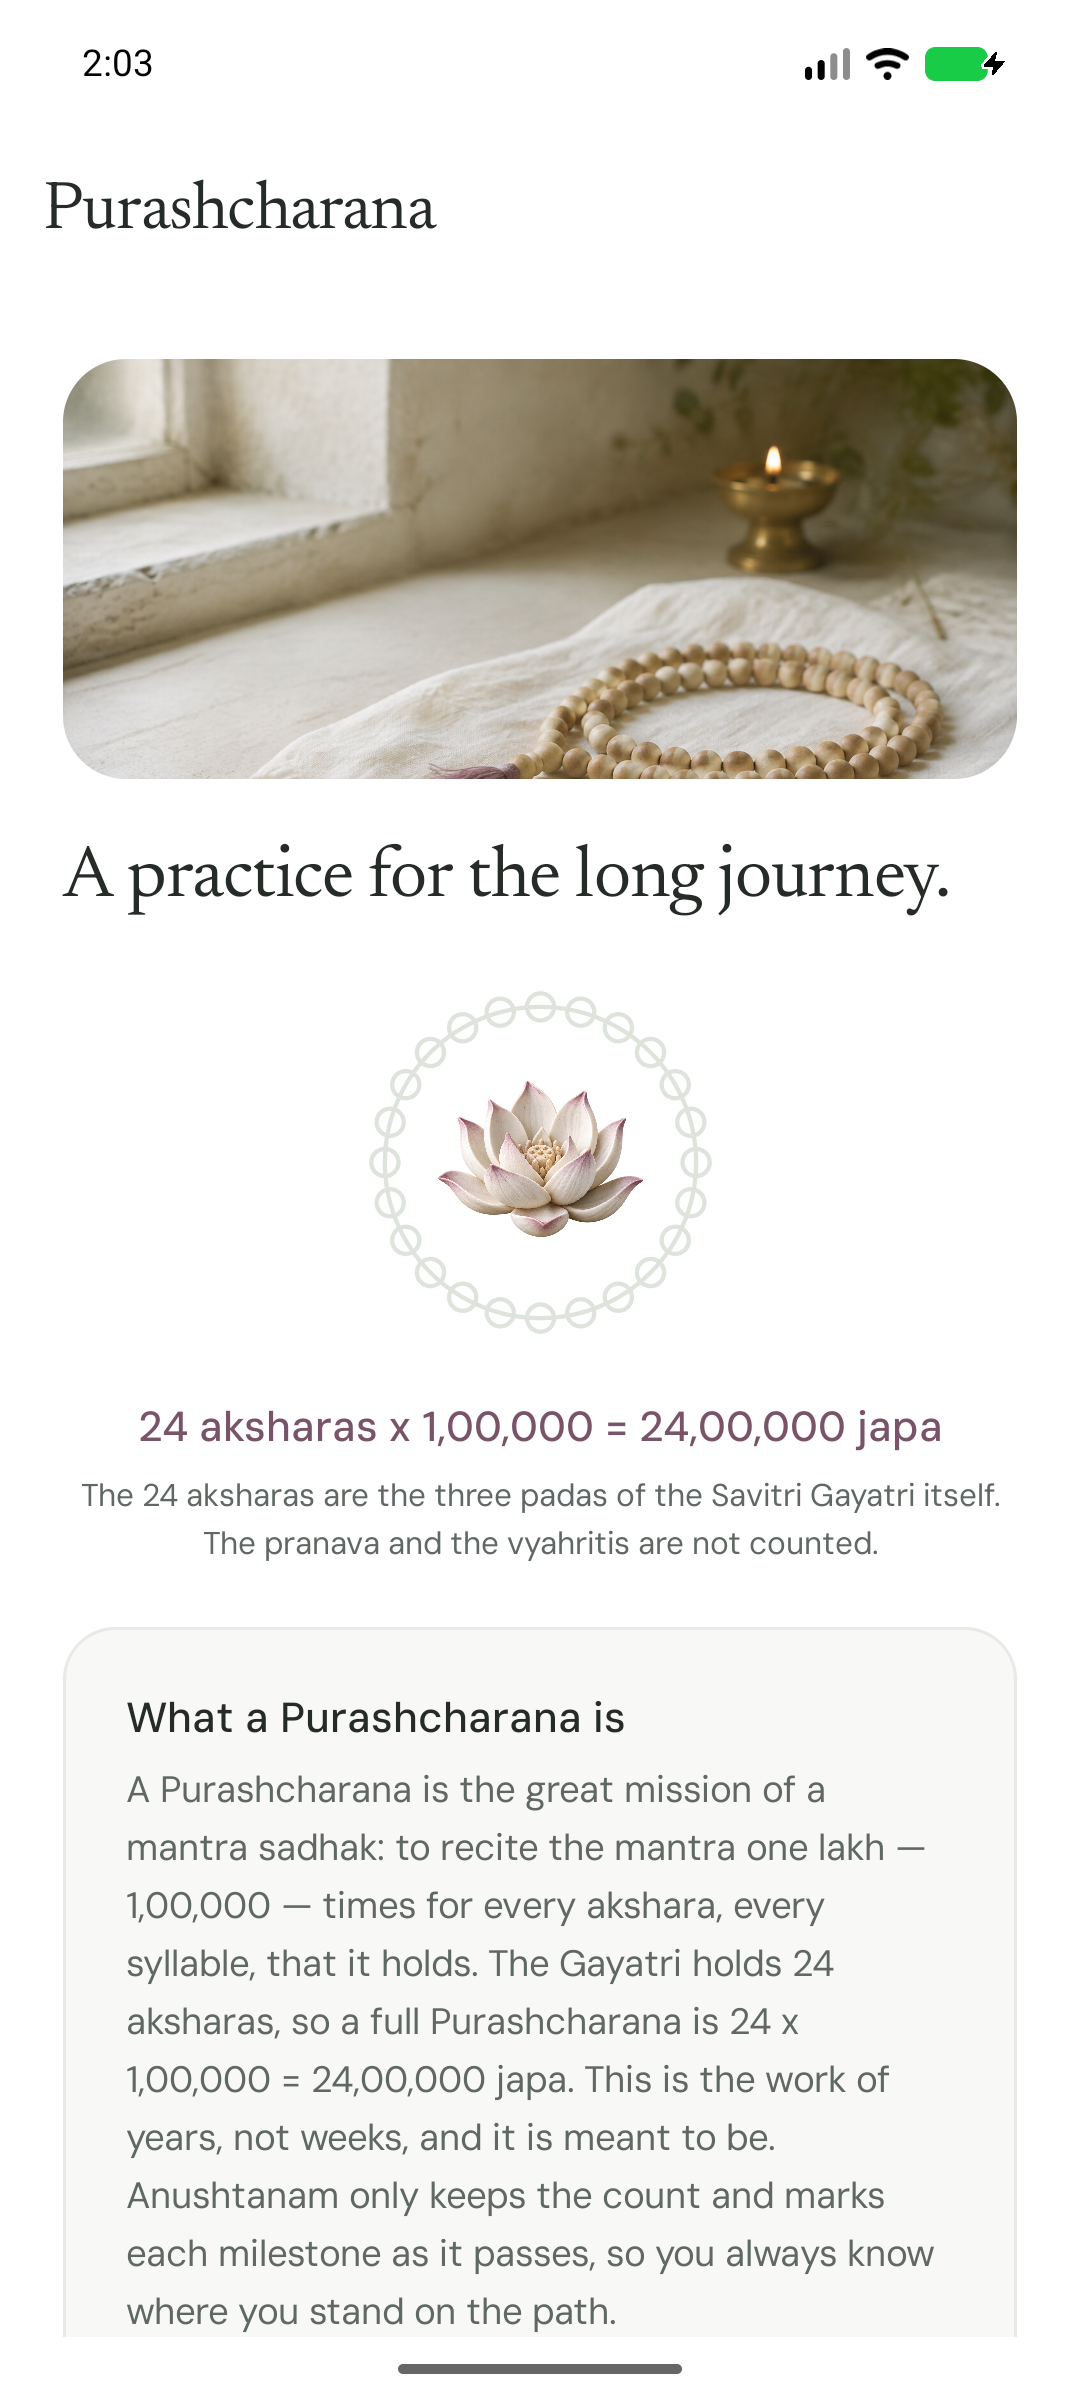 2:03
Purashcharana
A practice for the long journey.
24 aksharas x 1,00,000 = 24,00,000 japa
The 24 aksharas are the three padas of the Savitri Gayatri itself.
The pranava and the vyahritis are not counted.
What a Purashcharana is
A Purashcharana is the great mission of a
mantra sadhak: to recite the mantra one lakh —
1,00,000 — times for every akshara, every
syllable, that it holds. The Gayatri holds 24
aksharas, so a full Purashcharana is 24 x
1,00,000 = 24,00,000 japa. This is the work of
years, not weeks, and it is meant to be.
Anushtanam only keeps the count and marks
each milestone as it passes, so you always know
where you stand on the path.